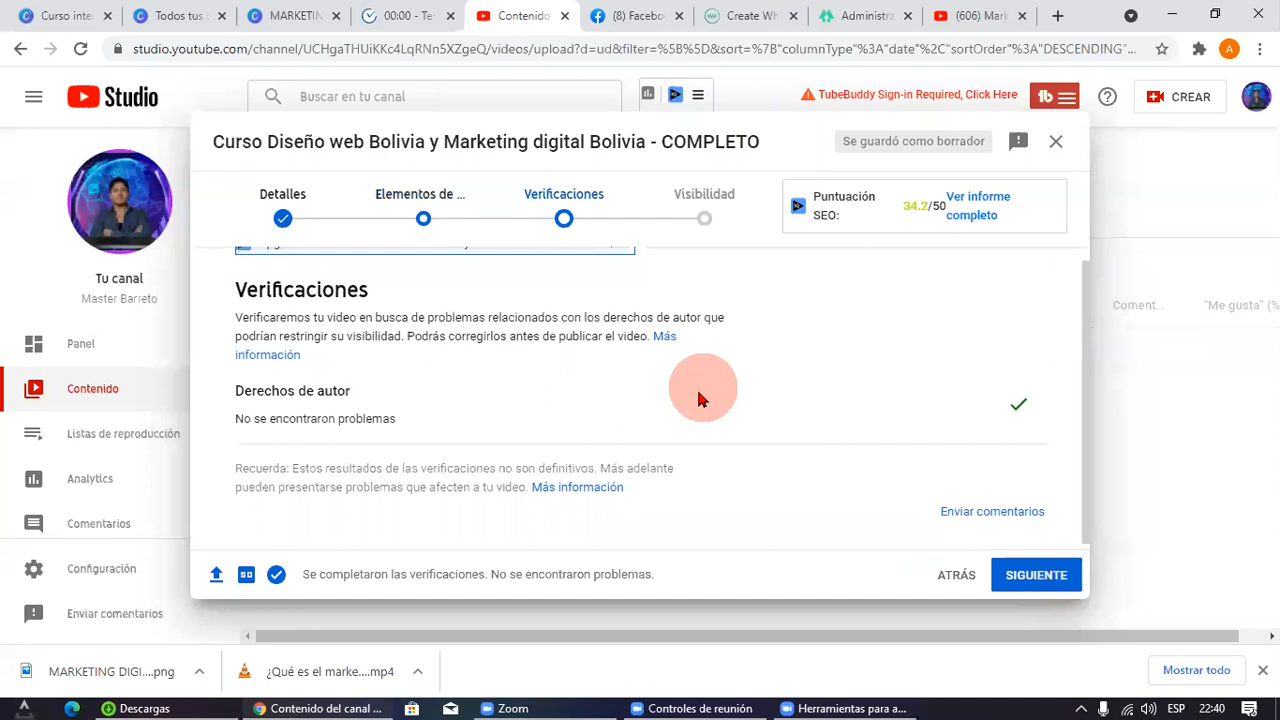 Curso inter
Todos tus
MARKETING
00:00 - Te
Contenido
(8) Faceb
Create Wh
Administra
(606) Mar
studio.youtube.com/channel/UCHgaTHUiKKc4LqRNn5XZgeQ/videos/upload?d=ud&filter=%5B%5D&sort=%7B"columnType"%3A"date"%2C"sortOrder"%3A"DESCENDING"...
A
Studio
Buscar en tu canal
TubeBuddy Sign-in Required, Click Here
tb
CREAR
Curso Diseño web Bolivia y Marketing digital Bolivia - COMPLETO
Se guardó como borrador
Detalles
Elementos de ...
Verificaciones
Visibilidad
Puntuación SEO:
34.2/50
Ver informe completo
Tu canal
Master Barreto
Panel
Contenido
Listas de reproducción
Analytics
Comentarios
Configuración
Enviar comentarios
Verificaciones
Verificaremos tu video en busca de problemas relacionados con los derechos de autor que
podrían restringir su visibilidad. Podrás corregirlos antes de publicar el video. Más
información
Derechos de autor
No se encontraron problemas
Recuerda: Estos resultados de las verificaciones no son definitivos. Más adelante
pueden presentarse problemas que afecten a tu video. Más información
Enviar comentarios
Coment...
"Me gusta" (%
SD
Se completaron las verificaciones. No se encontraron problemas.
ATRÁS
SIGUIENTE
MARKETING DIGI....png
¿Qué es el marke....mp4
Mostrar todo
Descargas
Contenido del canal
Zoom
Controles de reunión
Herramientas para a...
ESP
22:40